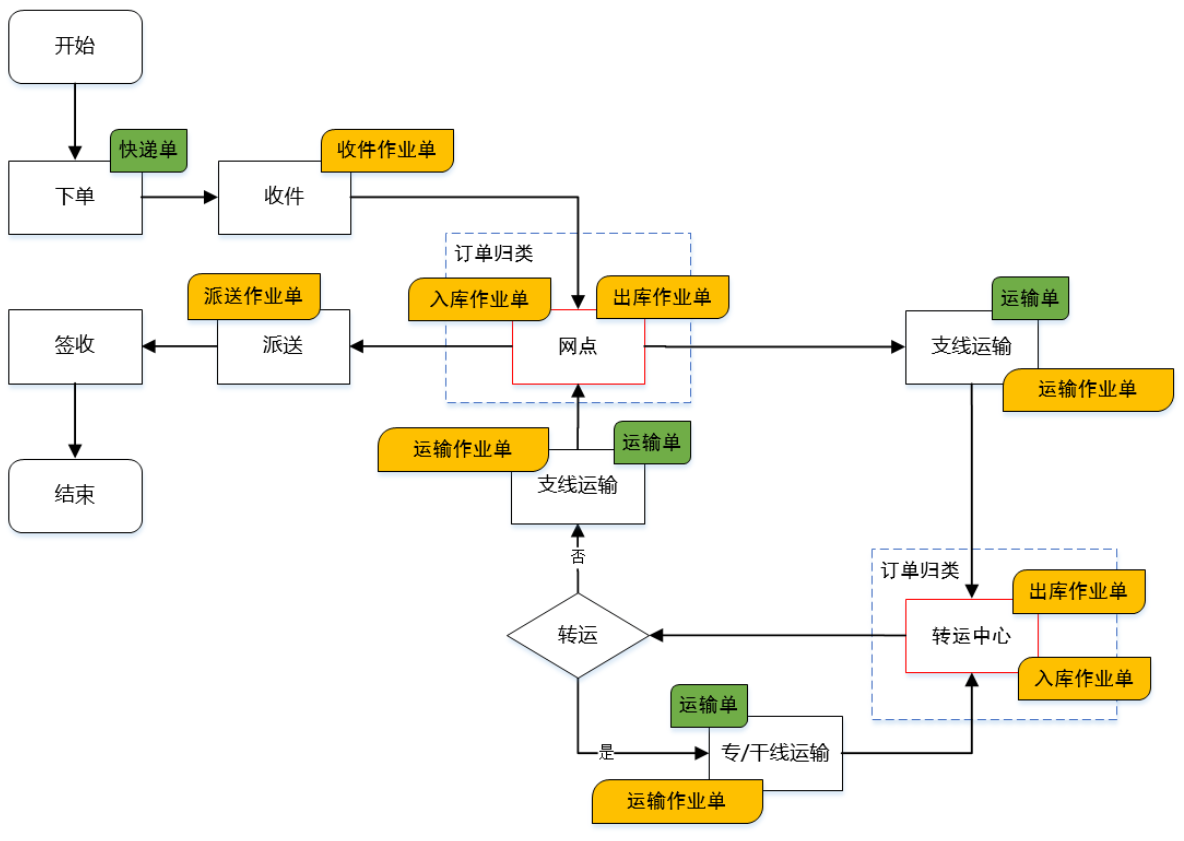 开始
快递单
收件作业单
下单
收件
订单归类
派送作业单
入库作业单
出库作业单
运输单
签收
派送
网点
支线运输
运输作业单
运输作业单
运输单
支线运输
结束
否
订单归类
出库作业单
转运
转运中心
入库作业单
运输单
是
专/干线运输
运输作业单